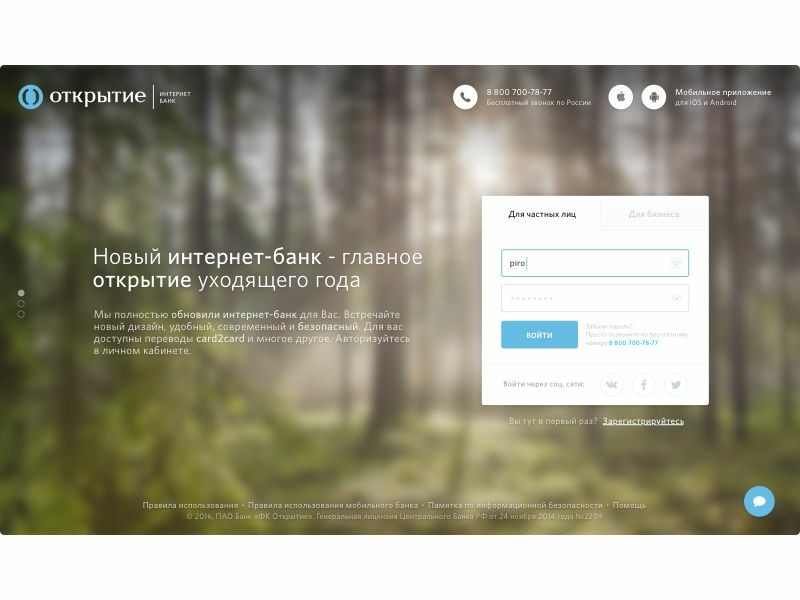 открытие
ИНТЕРНЕТ
БАНК
8 800 700-78-77
Бесплатный звонок по России
Мобильное приложение
для iOS и Android
Для частных лиц
Для бизнеса
Новый интернет-банк - главное
открытие уходящего года
Мы полностью обновили интернет-банк для Вас. Встречайте
новый дизайн, удобный, современный и безопасный. Для вас
доступны переводы card2card и многое другое. Авторизуйтесь
в личном кабинете.
piro
ВОЙТИ
Забыли пароль?
Просто позвоните по бесплатному
номеру 8 800 700-78-77
Войти через соц. сети:
Вы тут в первый раз? Зарегистрируйтесь
Правила использования • Правила использования мобильного банка • Памятка по информационной безопасности • Помощь
© 2016, ПАО Банк «ФК Открытие». Генеральная лицензия Центрального Банка РФ от 24 ноября 2014 года №2209